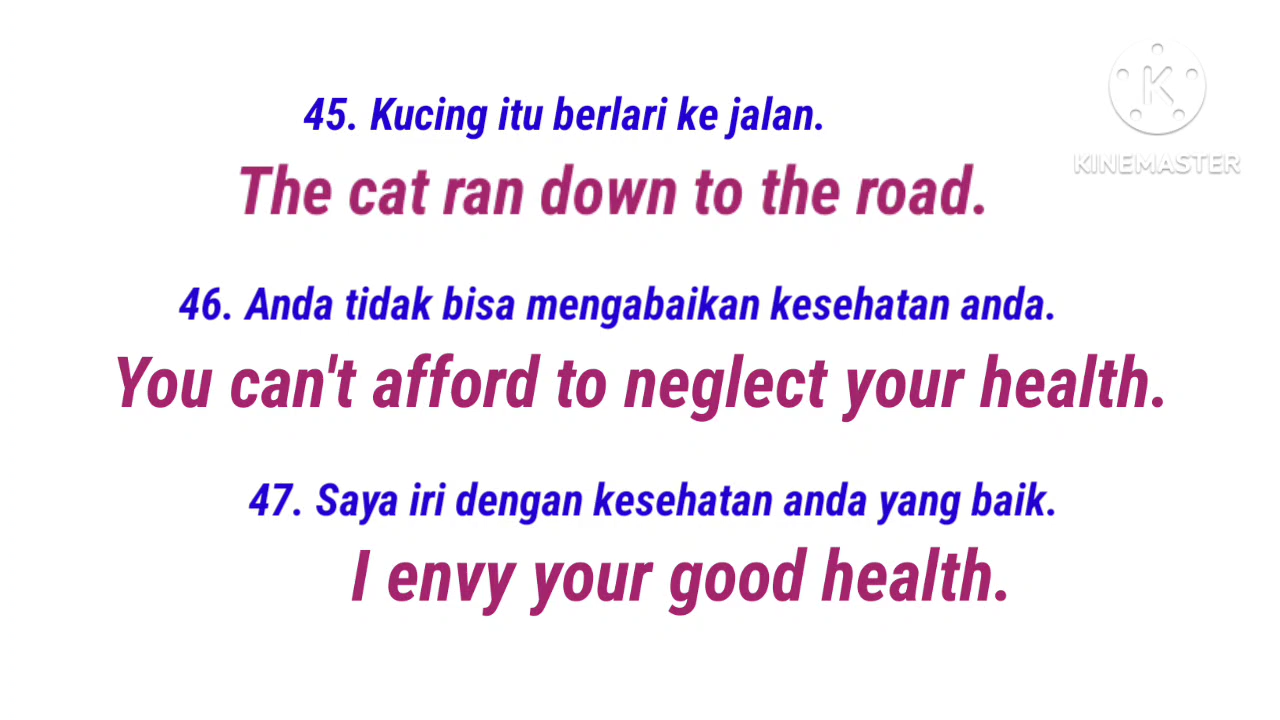 45. Kucing itu berlari ke jalan.
KINEMASTER
The cat ran down to the road.
46. Anda tidak bisa mengabaikan kesehatan anda.
You can't afford to neglect your health.
47. Saya iri dengan kesehatan anda yang baik.
I envy your good health.